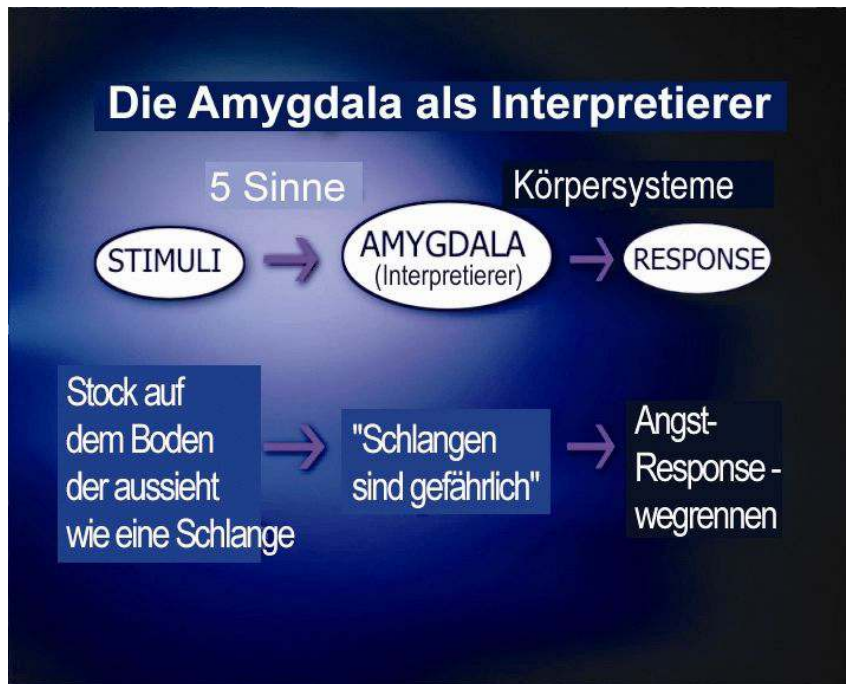 Die Amygdala als Interpretierer
5 Sinne
Körpersysteme
STIMULI
AMYGDALA
(Interpretierer)
RESPONSE
Stock auf
dem Boden
der aussieht
wie eine Schlange
"Schlangen
sind gefährlich"
Angst-
Response -
wegrennen